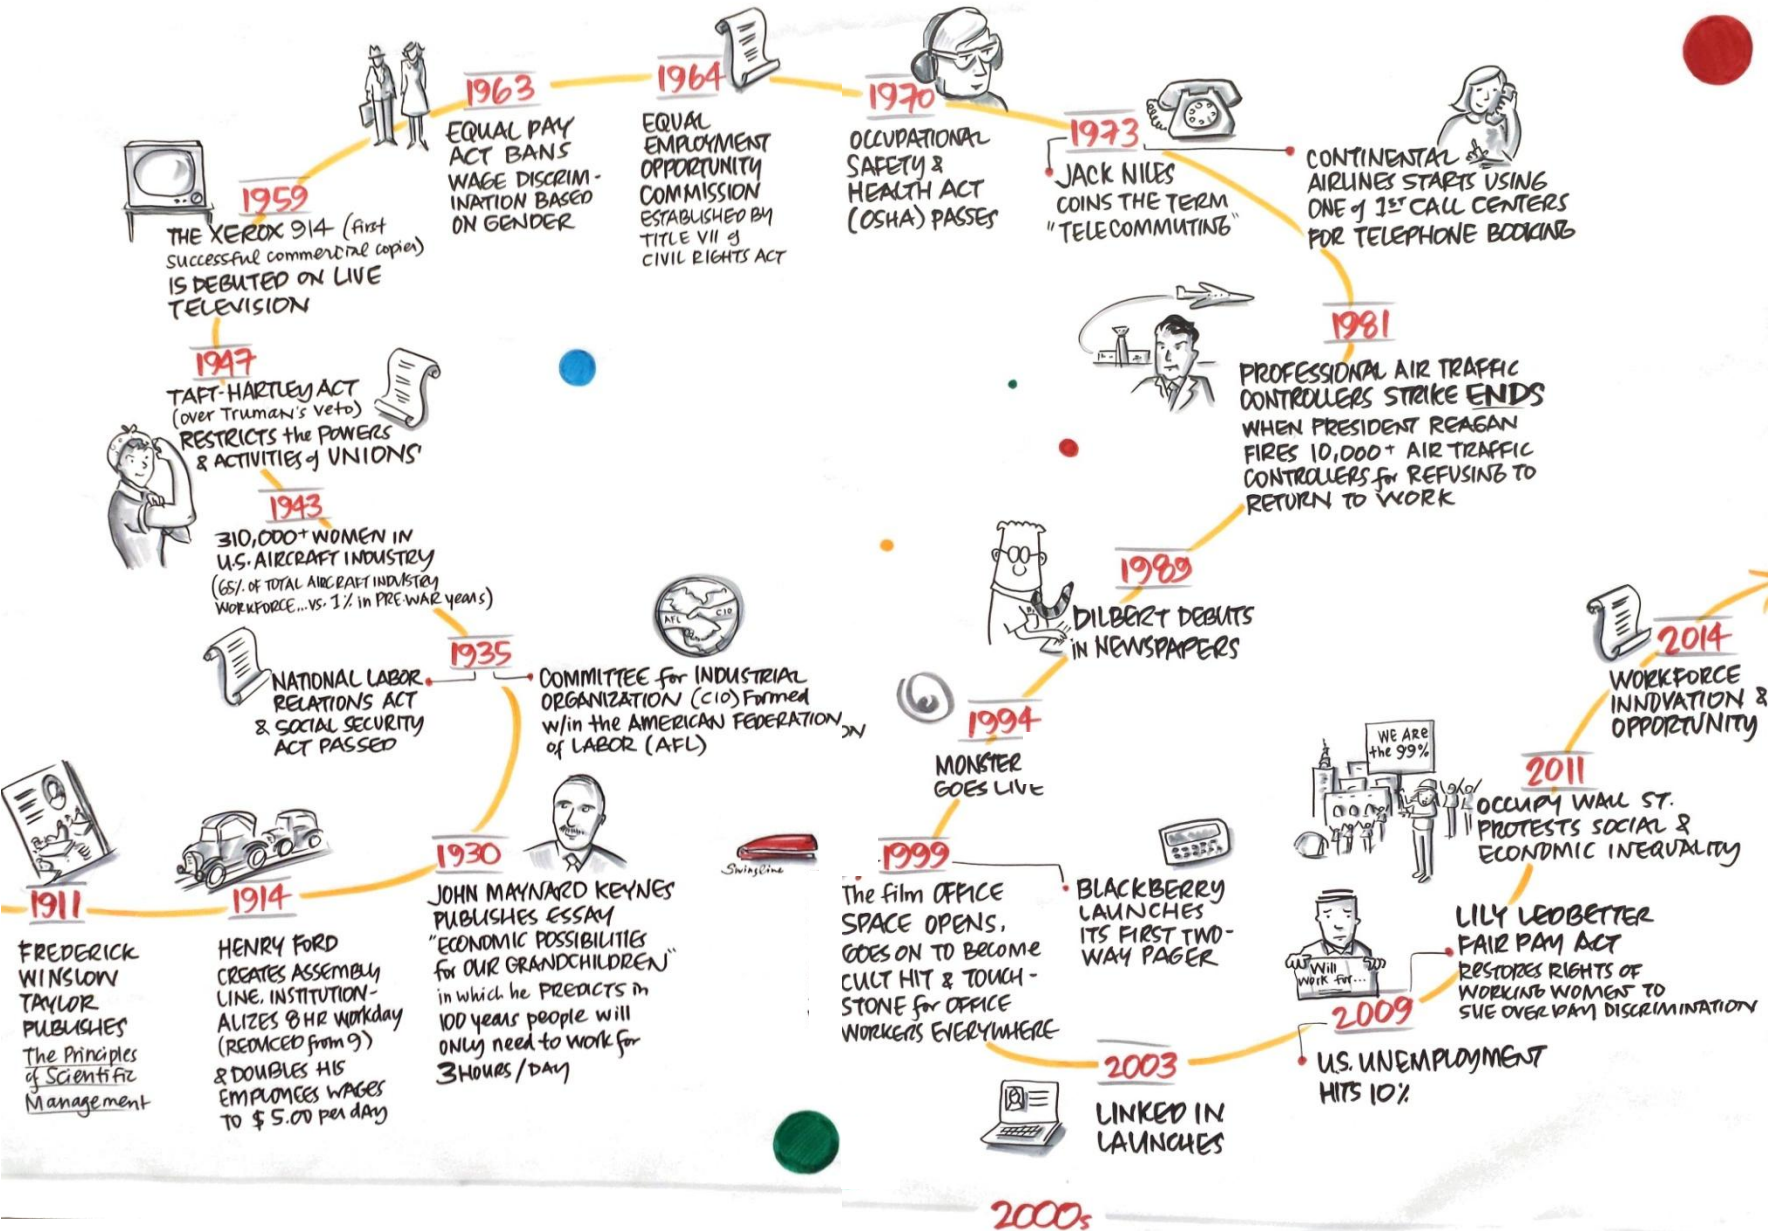 1911
FREDERICK
WINSLOW
TAYLOR
PUBLISHES
The Principles
of Scientific
Management
1914
HENRY FORD
CREATES ASSEMBLY
LINE, INSTITUTION-
ALIZES 8HR workday
(REDUCED from 9)
& DOUBLES HIS
EMPLOYEES WAGES
TO $5.00 per day
1930
JOHN MAYNARD KEYNES
PUBLISHES ESSAY
"ECONOMIC POSSIBILITIES
for OUR GRANDCHILDREN"
in which he PREDICTS in
100 years people will
ONLY need to work for
3 HOURS/DAY
1935
NATIONAL LABOR
RELATIONS ACT
& SOCIAL SECURITY
ACT PASSED
AFL CIO
COMMITTEE for INDUSTRIAL
ORGANIZATION (CIO) Formed
w/in the AMERICAN FEDERATION
of LABOR (AFL)
ON
1943
310,000+ WOMEN IN
U.S. AIRCRAFT INDUSTRY
(65% OF TOTAL AIRCRAFT INDUSTRY
WORKFORCE...VS. 1% in PRE-WAR years)
1947
TAFT-HARTLEY ACT
(over Truman's veto)
RESTRICTS the POWERS
& ACTIVITIES of UNIONS
1959
THE XEROX 914 (first
successful commercial copier)
IS DEBUTED ON LIVE
TELEVISION
1963
EQUAL PAY
ACT BANS
WAGE DISCRIM-
INATION BASED
ON GENDER
1964
EQUAL
EMPLOYMENT
OPPORTUNITY
COMMISSION
ESTABLISHED BY
TITLE VII of
CIVIL RIGHTS ACT
1970
OCCUPATIONAL
SAFETY &
HEALTH ACT
(OSHA) PASSES
1973
JACK NILES
COINS THE TERM
"TELECOMMUTING"
CONTINENTAL
AIRLINES STARTS USING
ONE of 1ST CALL CENTERS
FOR TELEPHONE BOOKING
1981
PROFESSIONAL AIR TRAFFIC
CONTROLLERS STRIKE ENDS
WHEN PRESIDENT REAGAN
FIRES 10,000+ AIR TRAFFIC
CONTROLLERS for REFUSING TO
RETURN TO WORK
1989
DILBERT DEBUTS
IN NEWSPAPERS
1994
MONSTER
GOES LIVE
Swingline
1999
The film OFFICE
SPACE OPENS,
GOES ON TO BECOME
CULT HIT & TOUCH-
STONE for OFFICE
WORKERS EVERYWHERE
BLACKBERRY
LAUNCHES
ITS FIRST TWO-
WAY PAGER
2003
LINKED IN
LAUNCHES
2009
U.S. UNEMPLOYMENT
HITS 10%
Will
work for...
LILY LEDBETTER
FAIR PAY ACT
RESTORES RIGHTS OF
WORKING WOMEN TO
SUE OVER PAY DISCRIMINATION
2011
WE ARE
the 99%
OCCUPY WALL ST.
PROTESTS SOCIAL &
ECONOMIC INEQUALITY
2014
WORKFORCE
INNOVATION &
OPPORTUNITY
2000s